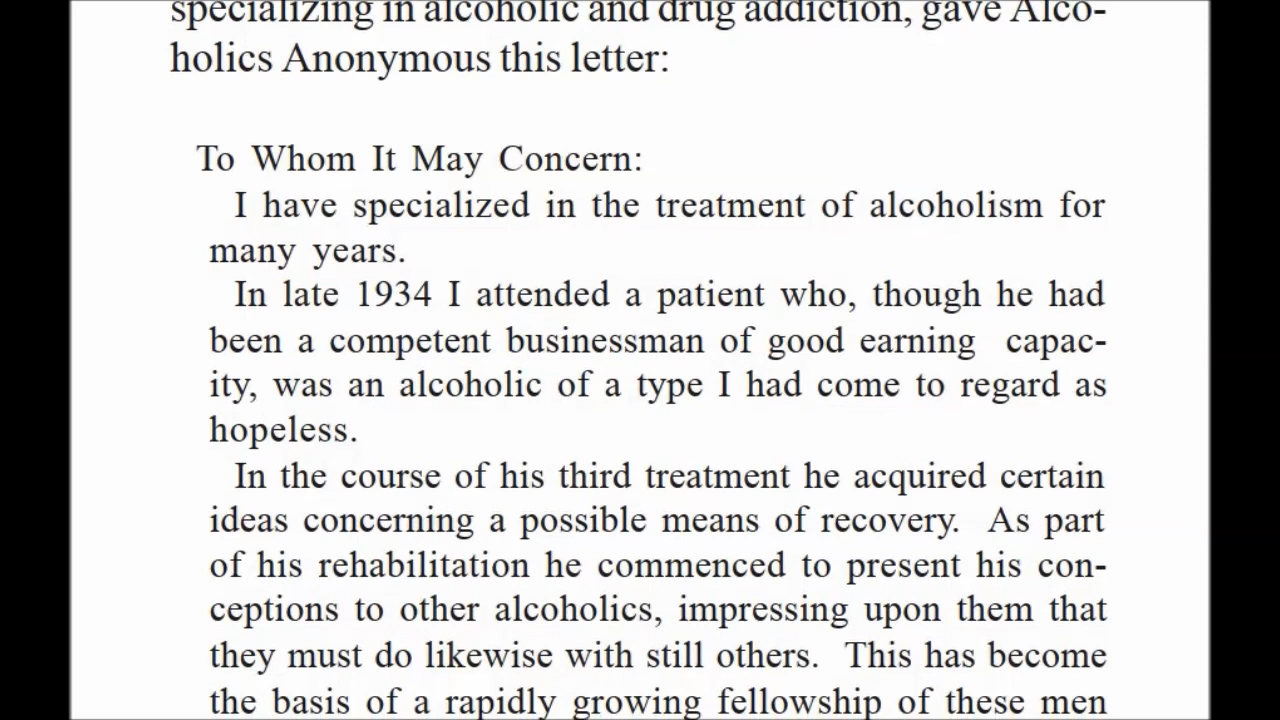 specializing in alcoholic and drug addiction, gave Alco-
holics Anonymous this letter:
To Whom It May Concern:
I have specialized in the treatment of alcoholism for
many years.
In late 1934 I attended a patient who, though he had
been a competent businessman of good earning capac-
ity, was an alcoholic of a type I had come to regard as
hopeless.
In the course of his third treatment he acquired certain
ideas concerning a possible means of recovery. As part
of his rehabilitation he commenced to present his con-
ceptions to other alcoholics, impressing upon them that
they must do likewise with still others. This has become
the basis of a rapidly growing fellowship of these men